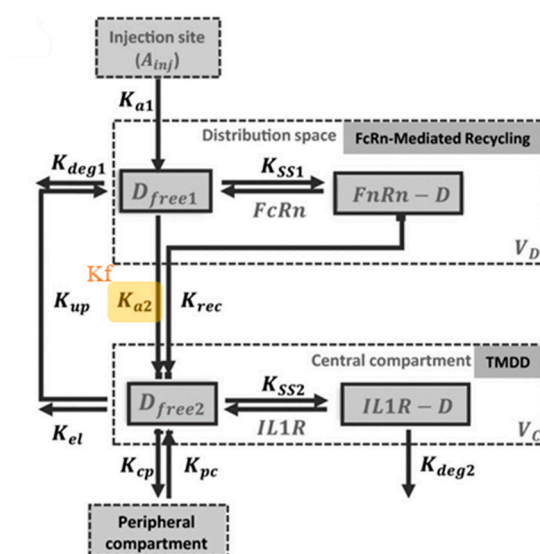 Injection site
(A_inj)
K_a1
Distribution space
FcRn-Mediated Recycling
K_deg1
K_SS1
D_free1
FcRn
FnRn - D
V_D
Kf
K_up
K_a2
K_rec
Central compartment
TMDD
K_SS2
D_free2
IL1R
IL1R - D
V_C
K_el
K_cp
K_pc
K_deg2
Peripheral
compartment